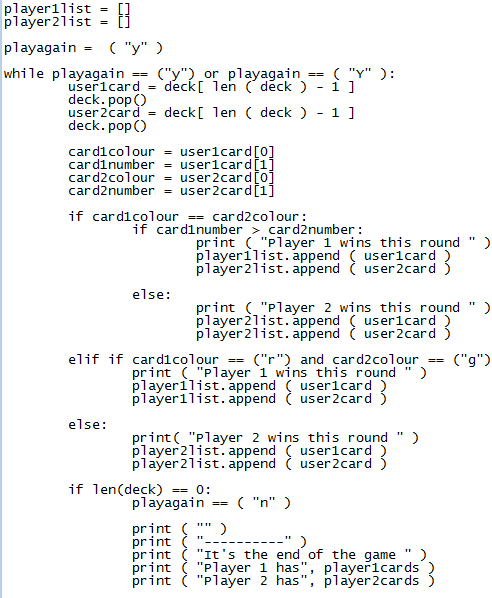 player1list = []
player2list = []
playagain =  ( "y" )
while playagain == ("y") or playagain == ( "Y" ):
user1card = deck[ len ( deck ) - 1 ]
deck.pop()
user2card = deck[ len ( deck ) - 1 ]
deck.pop()
card1colour = user1card[0]
card1number = user1card[1]
card2colour = user2card[0]
card2number = user2card[1]
if card1colour == card2colour:
if card1number > card2number:
print ( "Player 1 wins this round " )
player1list.append ( user1card )
player2list.append ( user2card )
else:
print ( "Player 2 wins this round " )
player2list.append ( user1card )
player2list.append ( user2card )
elif if card1colour == ("r") and card2colour == ("g")
print ( "Player 1 wins this round " )
player1list.append ( user1card )
player1list.append ( user2card )
else:
print( "Player 2 wins this round " )
player2list.append ( user1card )
player2list.append ( user2card )
if len(deck) == 0:
playagain == ( "n" )
print ( "" )
print ( "----------" )
print ( "It's the end of the game " )
print ( "Player 1 has", player1cards )
print ( "Player 2 has", player2cards )